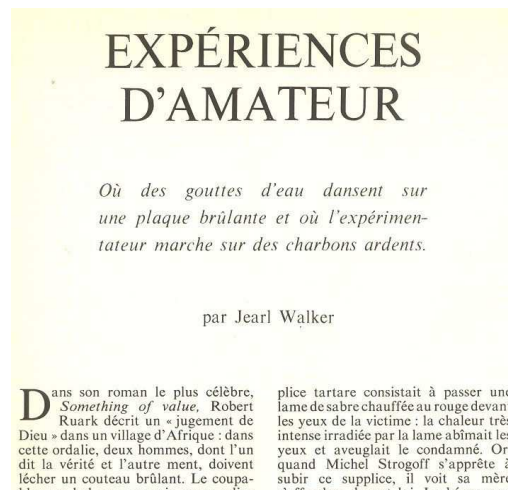 EXPÉRIENCES
D'AMATEUR
Où des gouttes d'eau dansent sur
une plaque brûlante et où l'expérimen-
tateur marche sur des charbons ardents.
par Jearl Walker
Dans son roman le plus célèbre,
Something of value, Robert
Ruark décrit un « jugement de
Dieu » dans un village d'Afrique : dans
cette ordalie, deux hommes, dont l'un
dit la vérité et l'autre ment, doivent
lécher un couteau brûlant. Le coupa-
plice tartare consistait à passer une
lame de sabre chauffée au rouge devan
les yeux de la victime : la chaleur trè
intense irradiée par la lame abîmait le
yeux et aveuglait le condamné. Or
quand Michel Strogoff s'apprête à
subir ce supplice, il voit sa mère